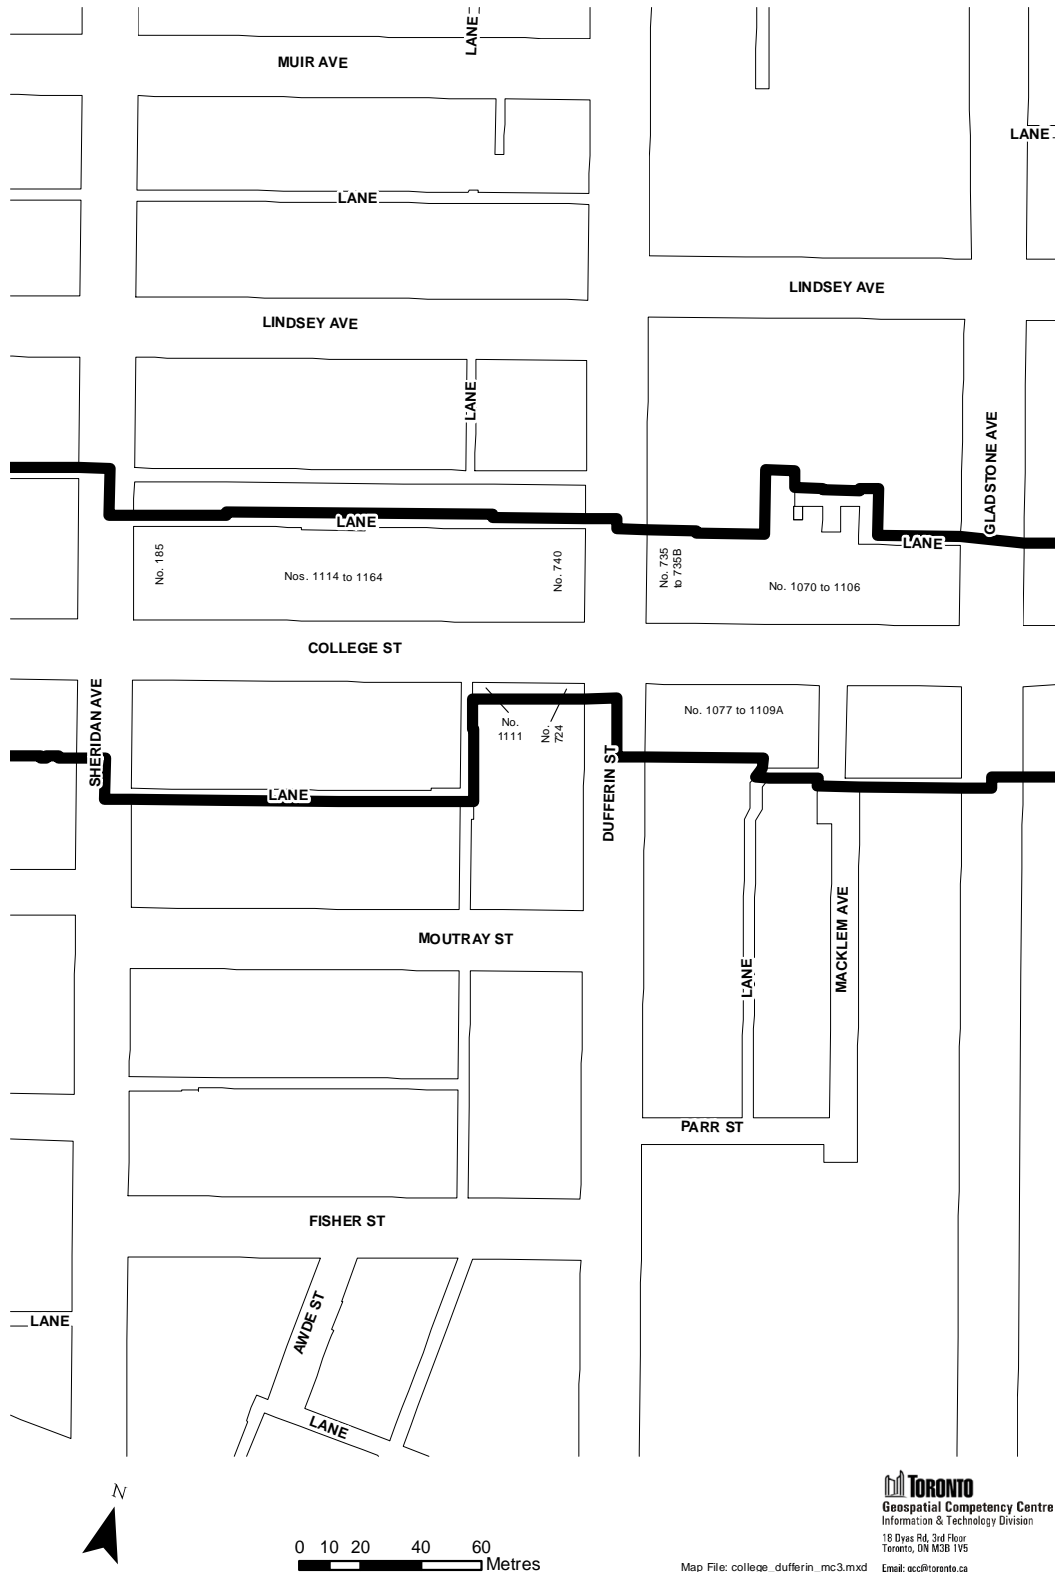 LANE
MUIR AVE
LANE
LANE
LINDSEY AVE
LINDSEY AVE
LANE
GLADSTONE AVE
LANE
LANE
No. 185
Nos. 1114 to 1164
No. 740
No. 735
to 735B
No. 1070 to 1106
COLLEGE ST
SHERIDAN AVE
No.
1111
No.
724
No. 1077 to 1109A
DUFFERIN ST
LANE
MACKLEM AVE
MOUTRAY ST
LANE
PARR ST
FISHER ST
AWDE ST
LANE
LANE
N
0 10 20 40 60
Metres
TORONTO
Geospatial Competency Centre
Information & Technology Division
18 Dyas Rd, 3rd Floor
Toronto, ON M3B 1V5
Map File: college_dufferin_mc3.mxd
Email: gcc@toronto.ca